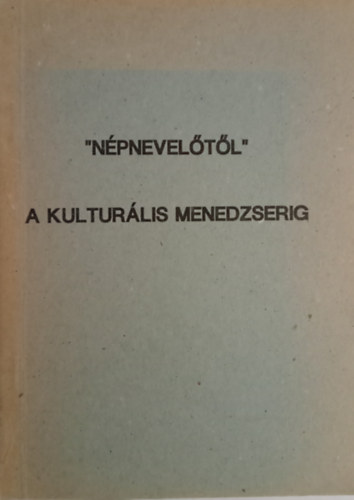 "NÉPNEVELŐTŐL"
A KULTURÁLIS MENEDZSERIG